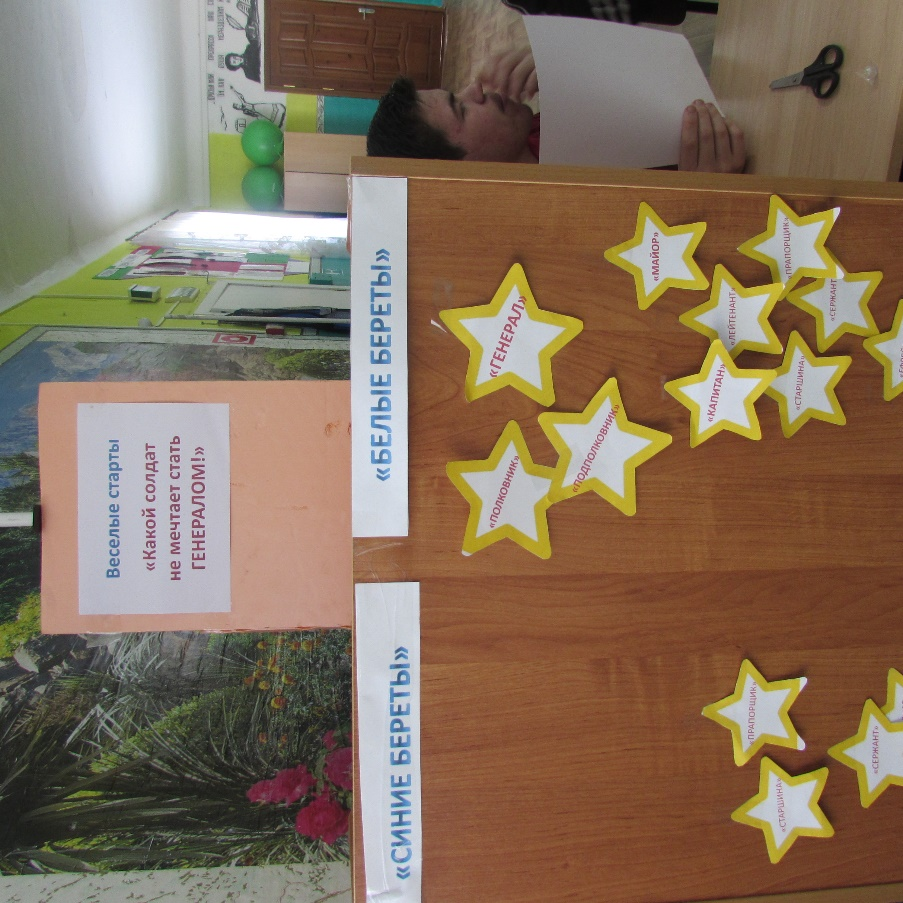 Веселые старты
«Какой солдат
не мечтает стать
ГЕНЕРАЛОМ!»
«СИНИЕ БЕРЕТЫ»
«БЕЛЫЕ БЕРЕТЫ»
«ГЕНЕРАЛ»
«ПОЛКОВНИК»
«ПОДПОЛКОВНИК»
«МАЙОР»
«КАПИТАН»
«ЛЕЙТЕНАНТ»
«ПРАПОРЩИК»
«СТАРШИНА»
«СЕРЖАНТ»
«ПРАПОРЩИК»
«СТАРШИНА»
«СЕРЖАНТ»